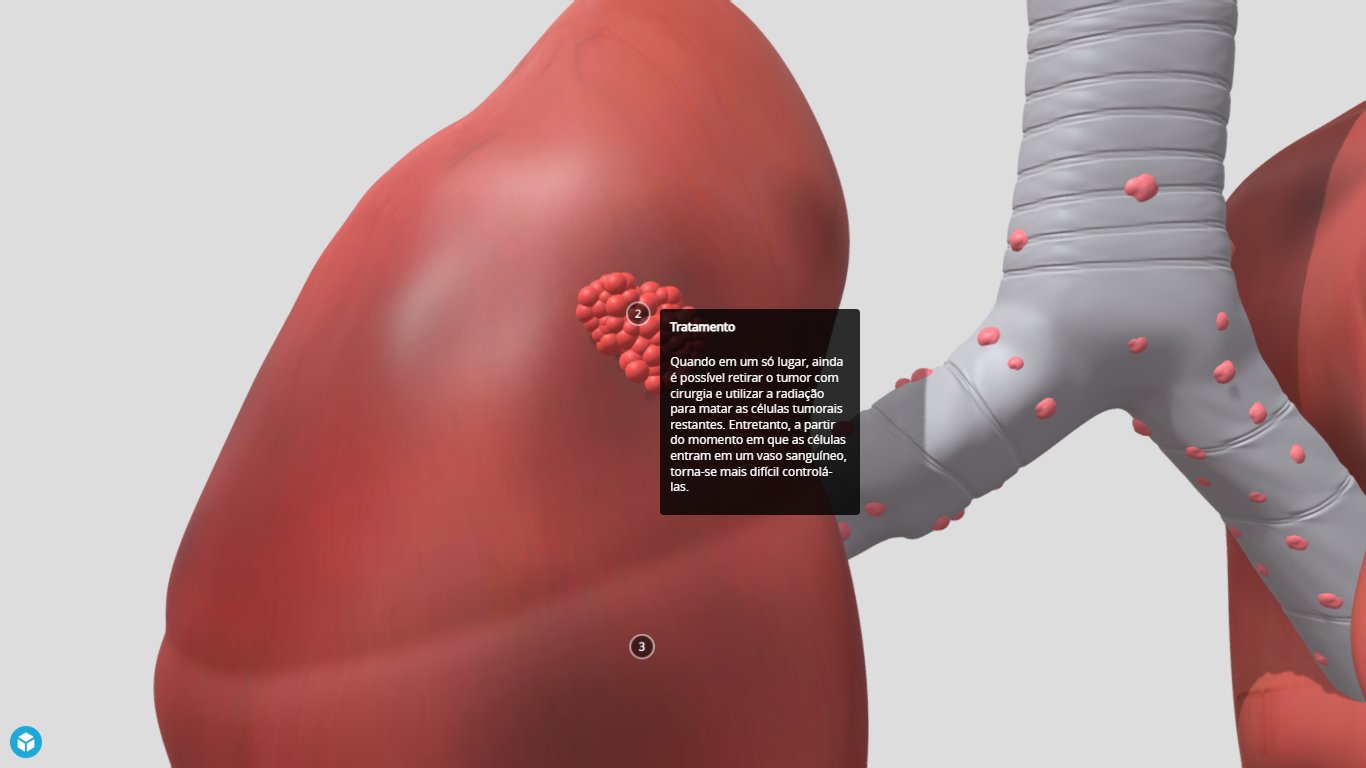 2
Tratamento
Quando em um só lugar, ainda
é possível retirar o tumor com
cirurgia e utilizar a radiação
para matar as células tumorais
restantes. Entretanto, a partir
do momento em que as células
entram em um vaso sanguíneo,
torna-se mais difícil controlá-
las.
3